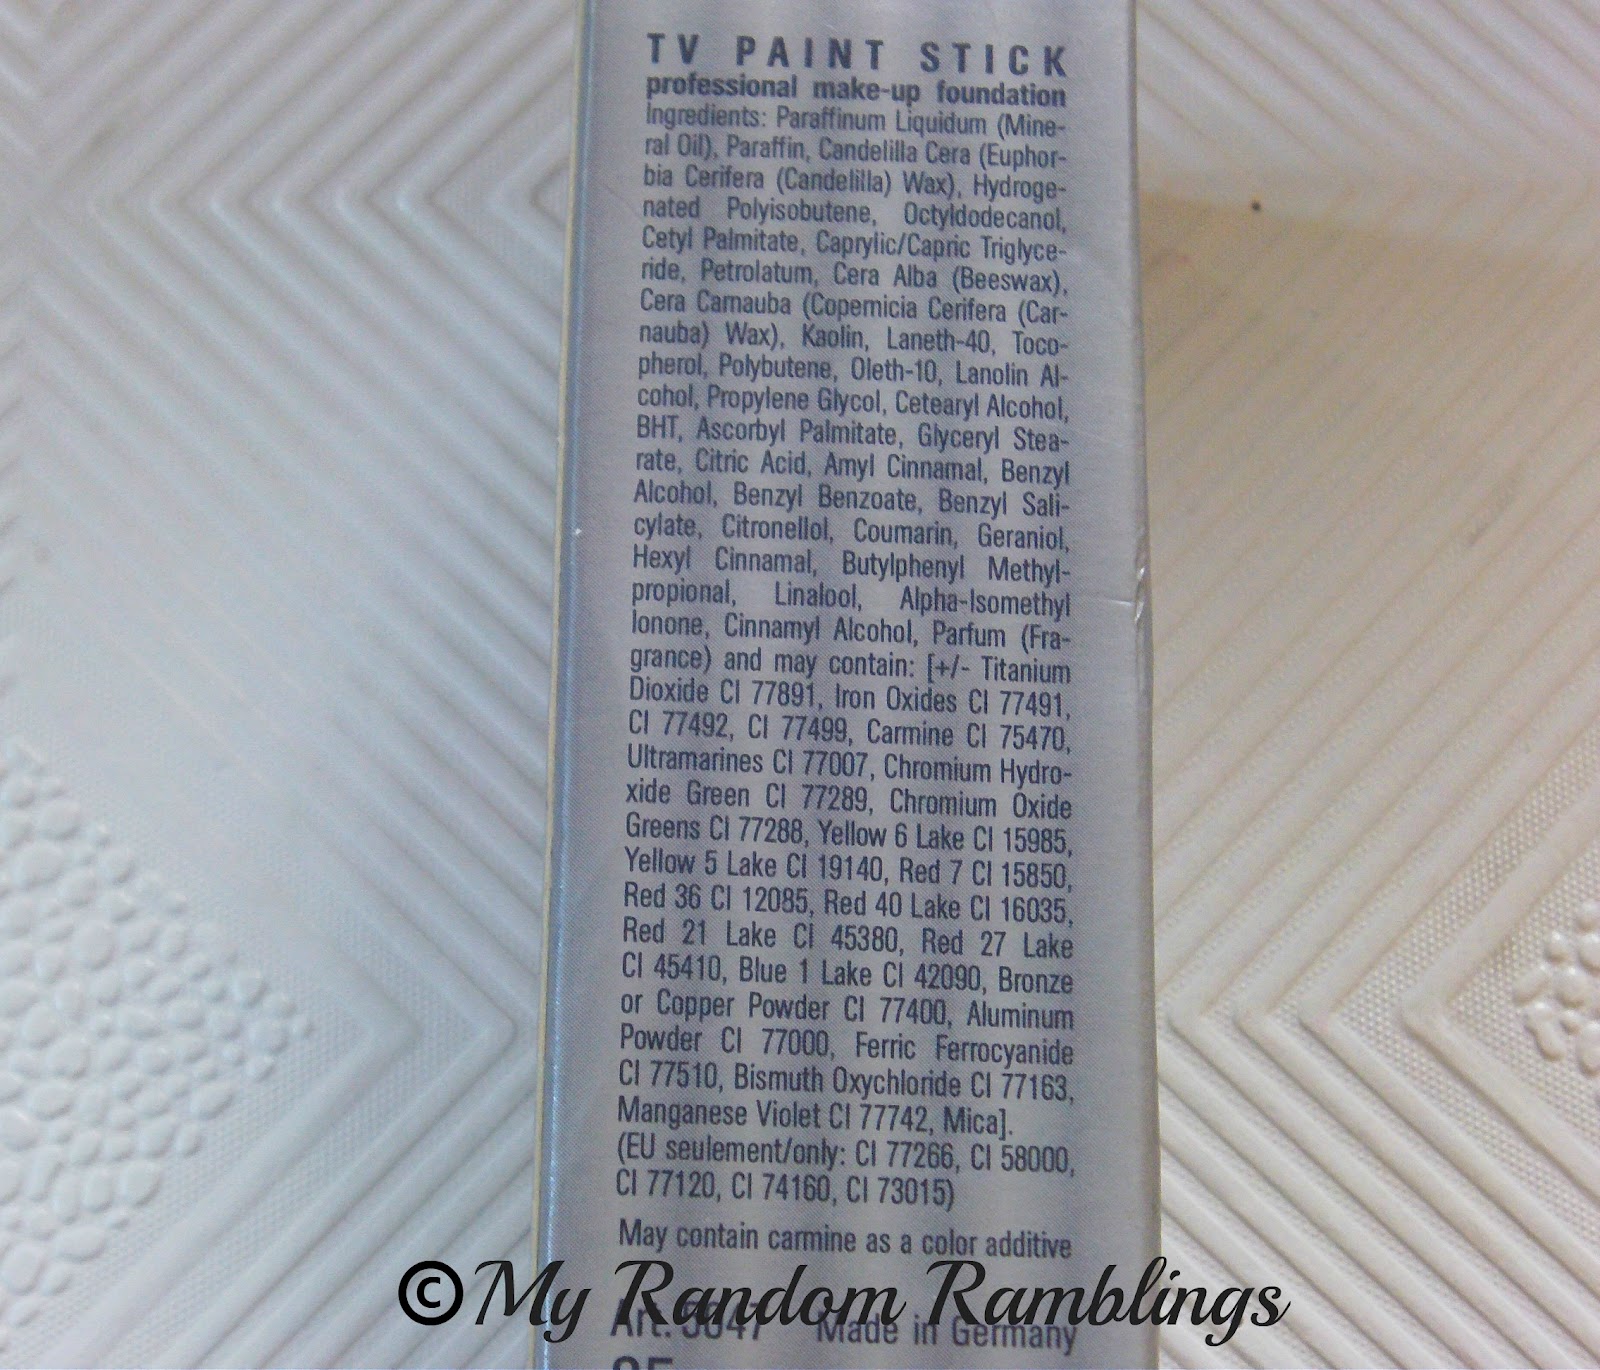 TV PAINT STICK
professional make-up foundation
Ingredients: Paraffinum Liquidum (Mine-
ral Oil), Paraffin, Candelilla Cera (Euphor-
bia Cerifera (Candelilla) Wax), Hydroge-
nated Polyisobutene, Octyldodecanol,
Cetyl Palmitate, Caprylic/Capric Triglyce-
ride, Petrolatum, Cera Alba (Beeswax),
Cera Carnauba (Copernicia Cerifera (Car-
nauba) Wax), Kaolin, Laneth-40, Toco-
pherol, Polybutene, Oleth-10, Lanolin Al-
cohol, Propylene Glycol, Cetearyl Alcohol,
BHT, Ascorbyl Palmitate, Glyceryl Stea-
rate, Citric Acid, Amyl Cinnamal, Benzyl
Alcohol, Benzyl Benzoate, Benzyl Sali-
cylate, Citronellol, Coumarin, Geraniol,
Hexyl Cinnamal, Butylphenyl Methyl-
propional, Linalool, Alpha-Isomethyl
Ionone, Cinnamyl Alcohol, Parfum (Fra-
grance) and may contain: [+/- Titanium
Dioxide CI 77891, Iron Oxides CI 77491,
CI 77492, CI 77499, Carmine CI 75470,
Ultramarines CI 77007, Chromium Hydro-
xide Green CI 77289, Chromium Oxide
Greens CI 77288, Yellow 6 Lake CI 15985,
Yellow 5 Lake CI 19140, Red 7 CI 15850,
Red 36 CI 12085, Red 40 Lake CI 16035,
Red 21 Lake CI 45380, Red 27 Lake
CI 45410, Blue 1 Lake CI 42090, Bronze
or Copper Powder CI 77400, Aluminum
Powder CI 77000, Ferric Ferrocyanide
CI 77510, Bismuth Oxychloride CI 77163,
Manganese Violet CI 77742, Mica].
(EU seulement/only: CI 77266, CI 58000,
CI 77120, CI 74160, CI 73015)
May contain carmine as a color additive
©My Random Ramblings
Art. 5047 Made in Germany